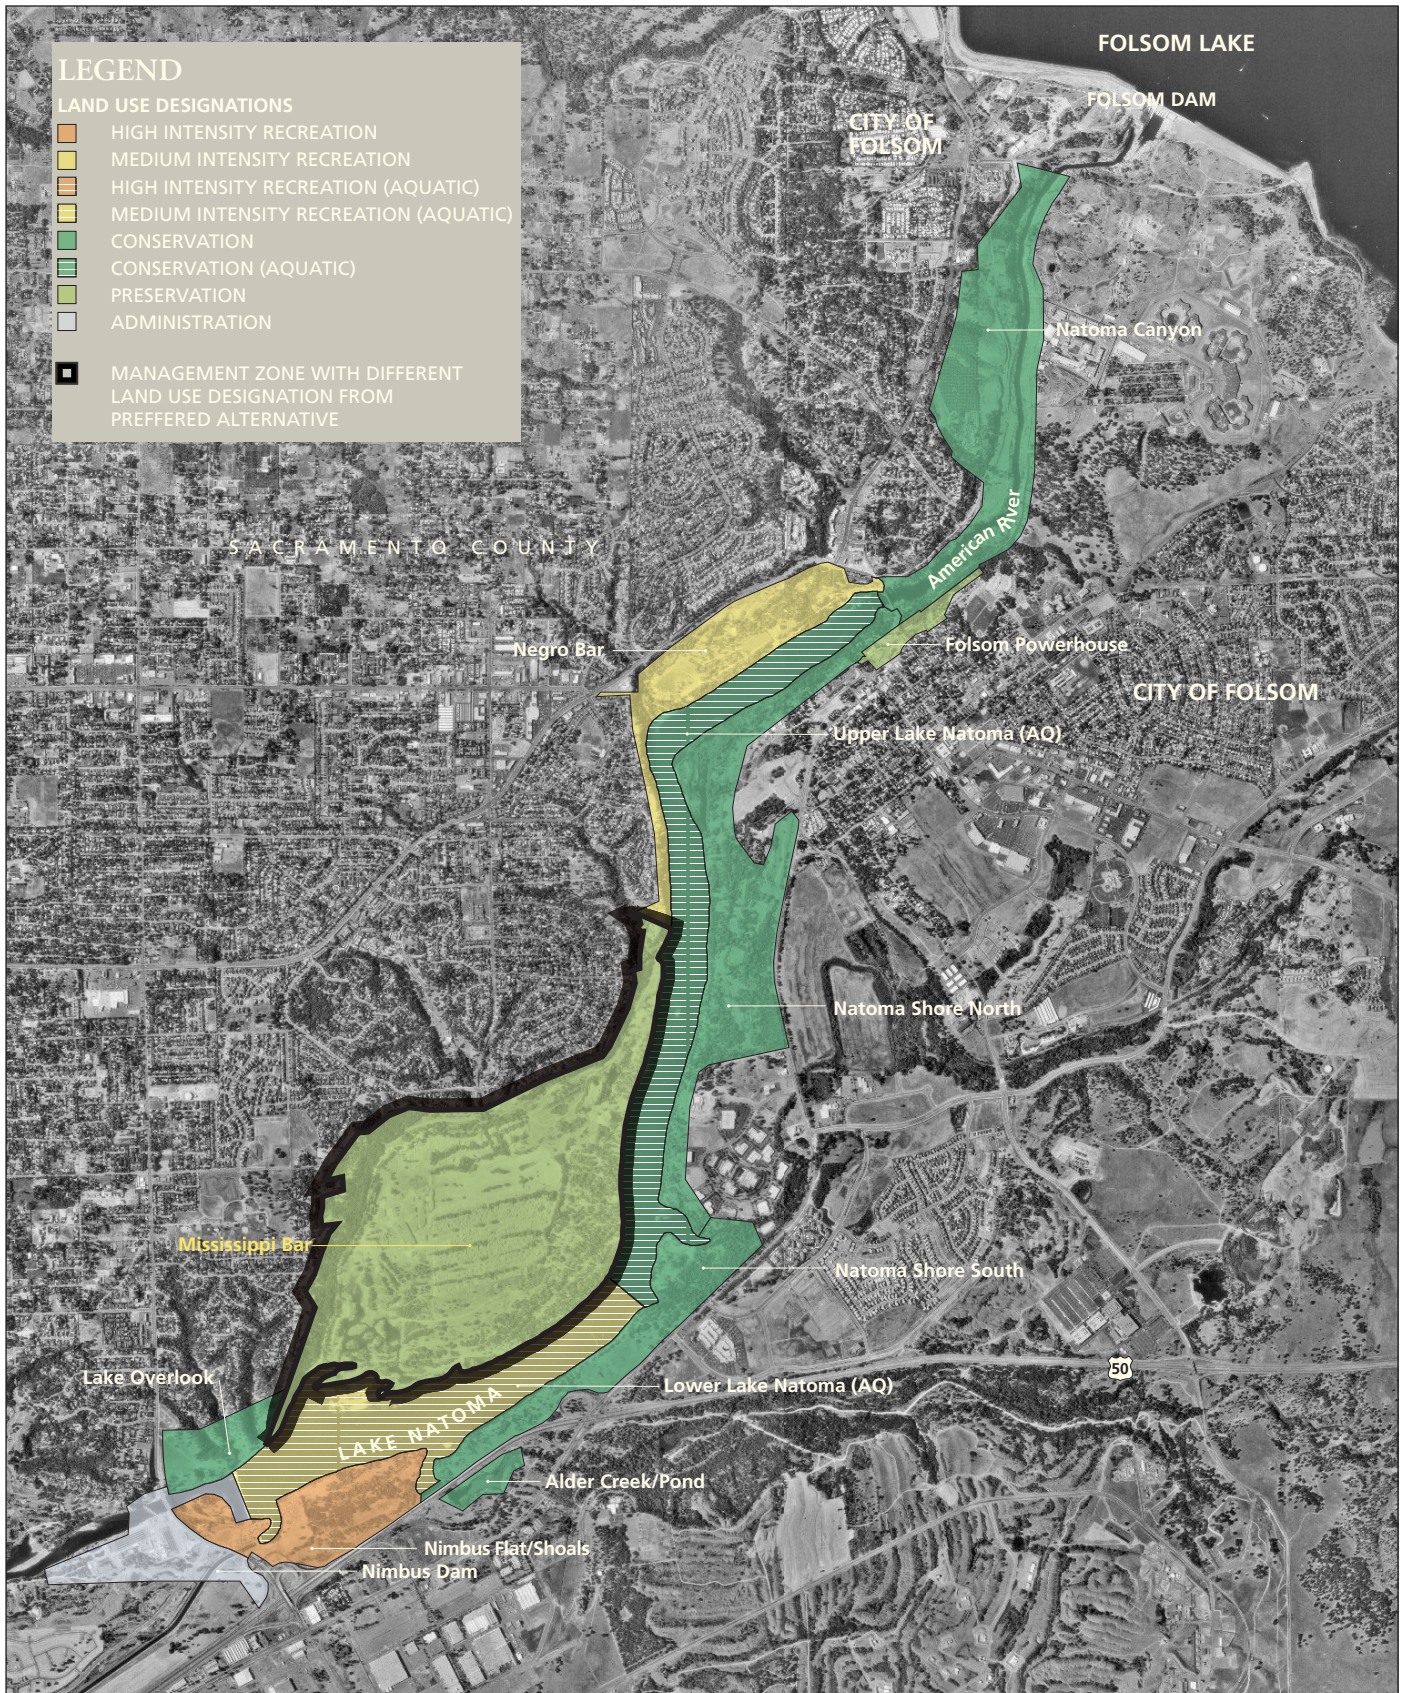 LEGEND
LAND USE DESIGNATIONS
HIGH INTENSITY RECREATION
MEDIUM INTENSITY RECREATION
HIGH INTENSITY RECREATION (AQUATIC)
MEDIUM INTENSITY RECREATION (AQUATIC)
CONSERVATION
CONSERVATION (AQUATIC)
PRESERVATION
ADMINISTRATION
MANAGEMENT ZONE WITH DIFFERENT
LAND USE DESIGNATION FROM
PREFFERED ALTERNATIVE
FOLSOM LAKE
FOLSOM DAM
CITY OF
FOLSOM
Natoma Canyon
American River
SACRAMENTO COUNTY
Negro Bar
Folsom Powerhouse
CITY OF FOLSOM
Upper Lake Natoma (AQ)
Natoma Shore North
Mississippi Bar
Natoma Shore South
50
Lake Overlook
Lower Lake Natoma (AQ)
LAKE NATOMA
Alder Creek/Pond
Nimbus Flat/Shoals
Nimbus Dam